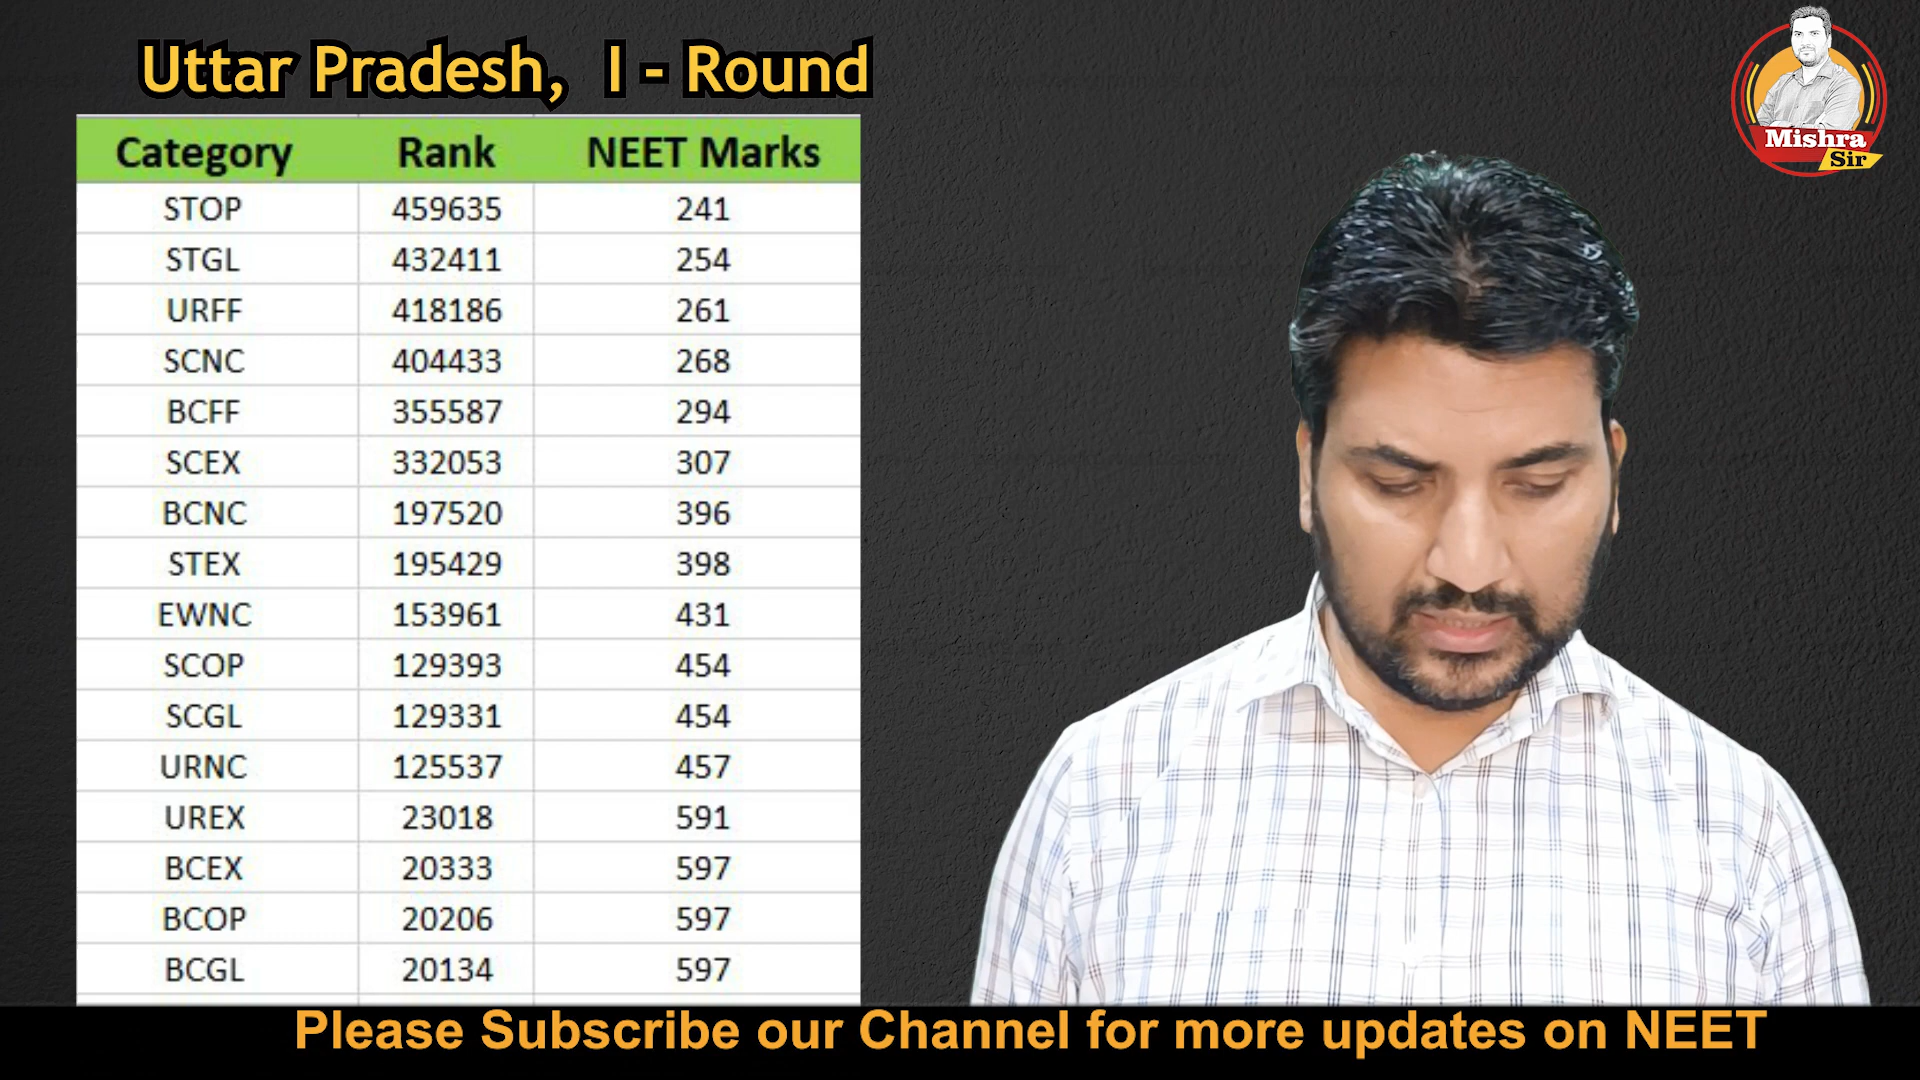 Uttar Pradesh, I - Round
Category Rank NEET Marks
STOP 459635 241
STGL 432411 254
URFF 418186 261
SCNC 404433 268
BCFF 355587 294
SCEX 332053 307
BCNC 197520 396
STEX 195429 398
EWNC 153961 431
SCOP 129393 454
SCGL 129331 454
URNC 125537 457
UREX 23018 591
BCEX 20333 597
BCOP 20206 597
BCGL 20134 597
Mishra
Sir
Please Subscribe our Channel for more updates on NEET